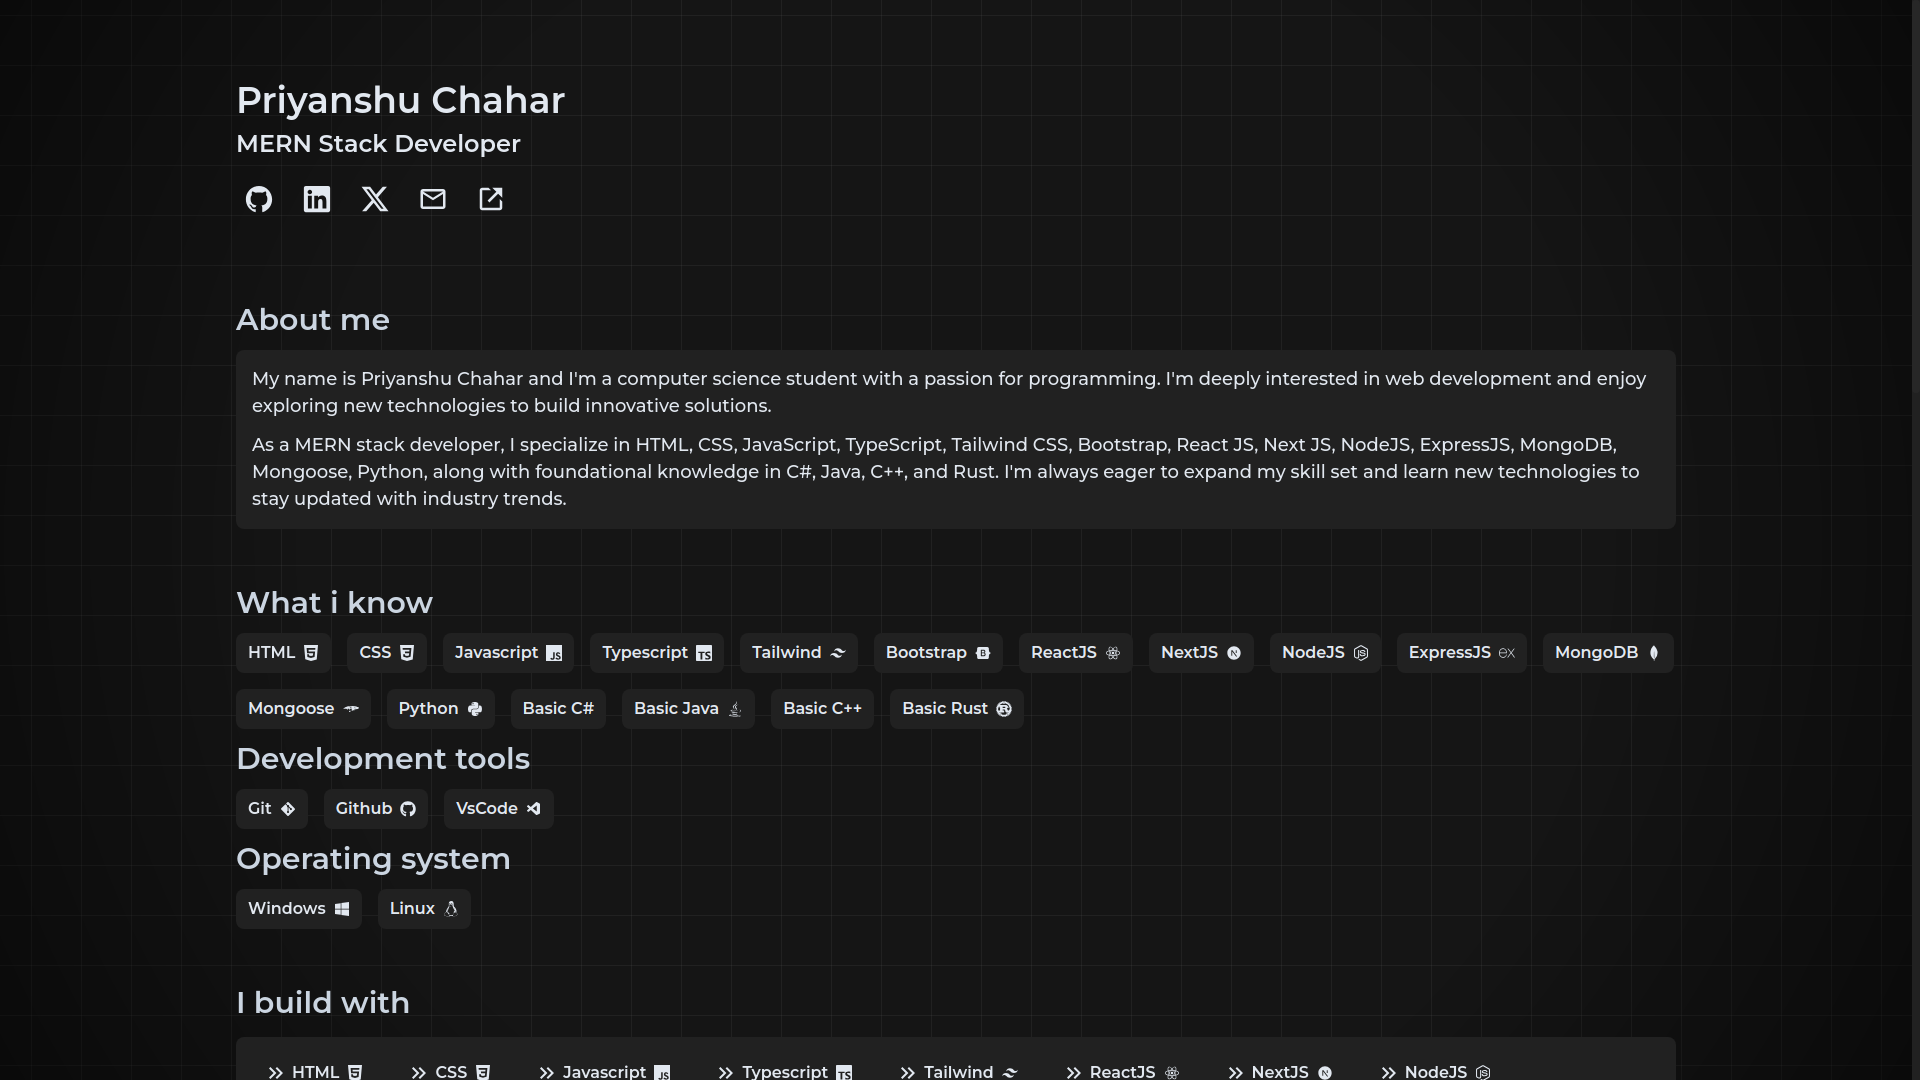 Priyanshu Chahar
MERN Stack Developer
About me
My name is Priyanshu Chahar and I'm a computer science student with a passion for programming. I'm deeply interested in web development and enjoy
exploring new technologies to build innovative solutions.
As a MERN stack developer, I specialize in HTML, CSS, JavaScript, TypeScript, Tailwind CSS, Bootstrap, React JS, Next JS, NodeJS, ExpressJS, MongoDB,
Mongoose, Python, along with foundational knowledge in C#, Java, C++, and Rust. I'm always eager to expand my skill set and learn new technologies to
stay updated with industry trends.
What i know
HTML CSS Javascript Typescript Tailwind Bootstrap ReactJS NextJS NodeJS ExpressJS MongoDB
Mongoose Python Basic C# Basic Java Basic C++ Basic Rust
Development tools
Git Github VsCode
Operating system
Windows Linux
I build with
HTML CSS Javascript Typescript Tailwind ReactJS NextJS NodeJS